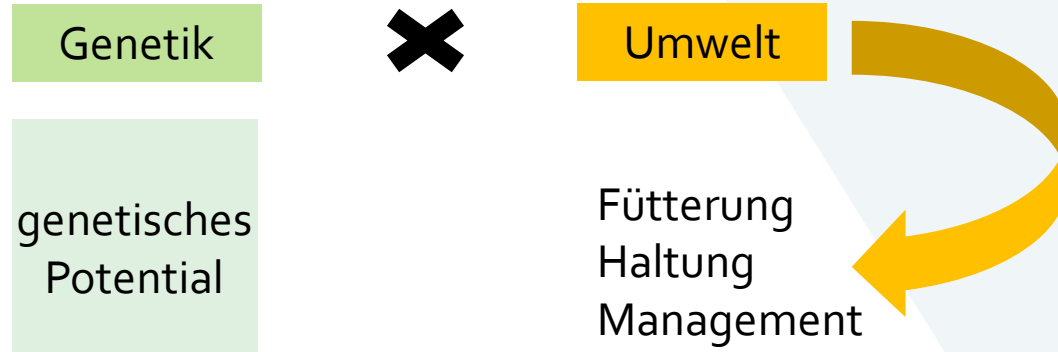 Genetik
Umwelt
genetisches
Potential
Fütterung
Haltung
Management